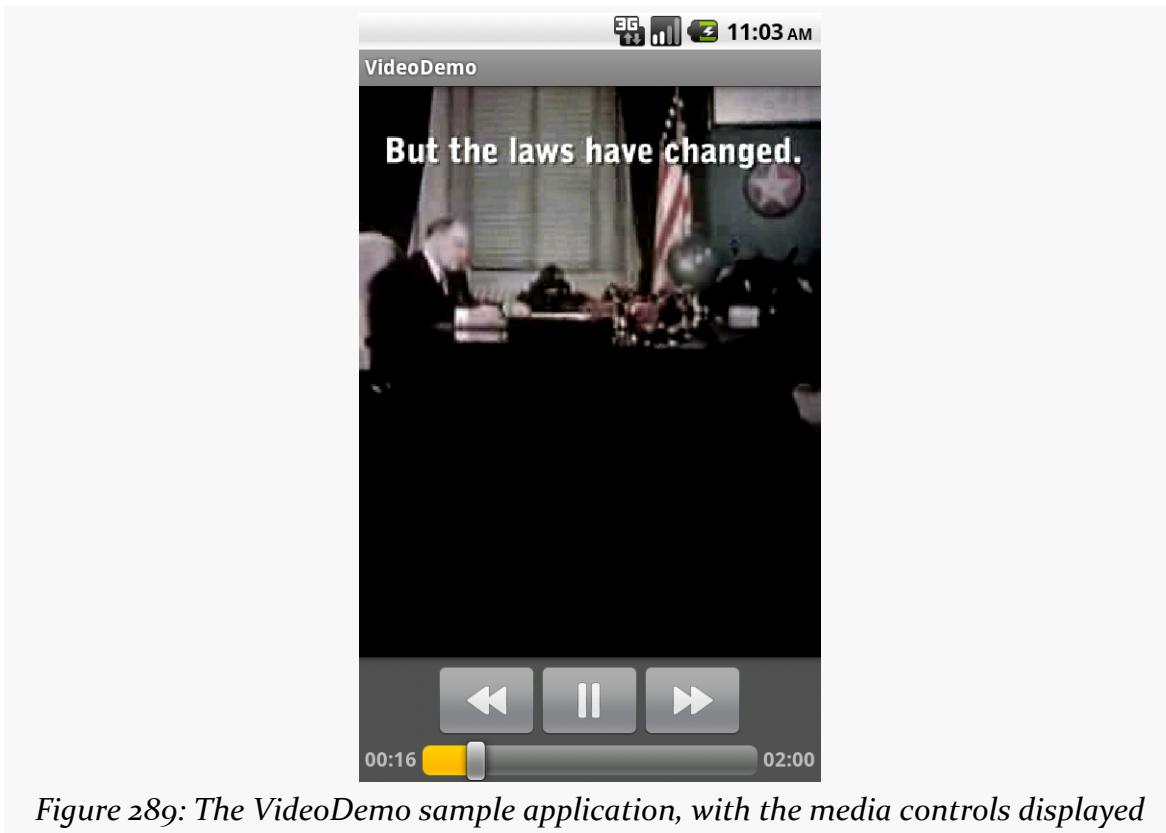 3G 11:03 AM
VideoDemo
But the laws have changed.
00:16 02:00
Figure 289: The VideoDemo sample application, with the media controls displayed